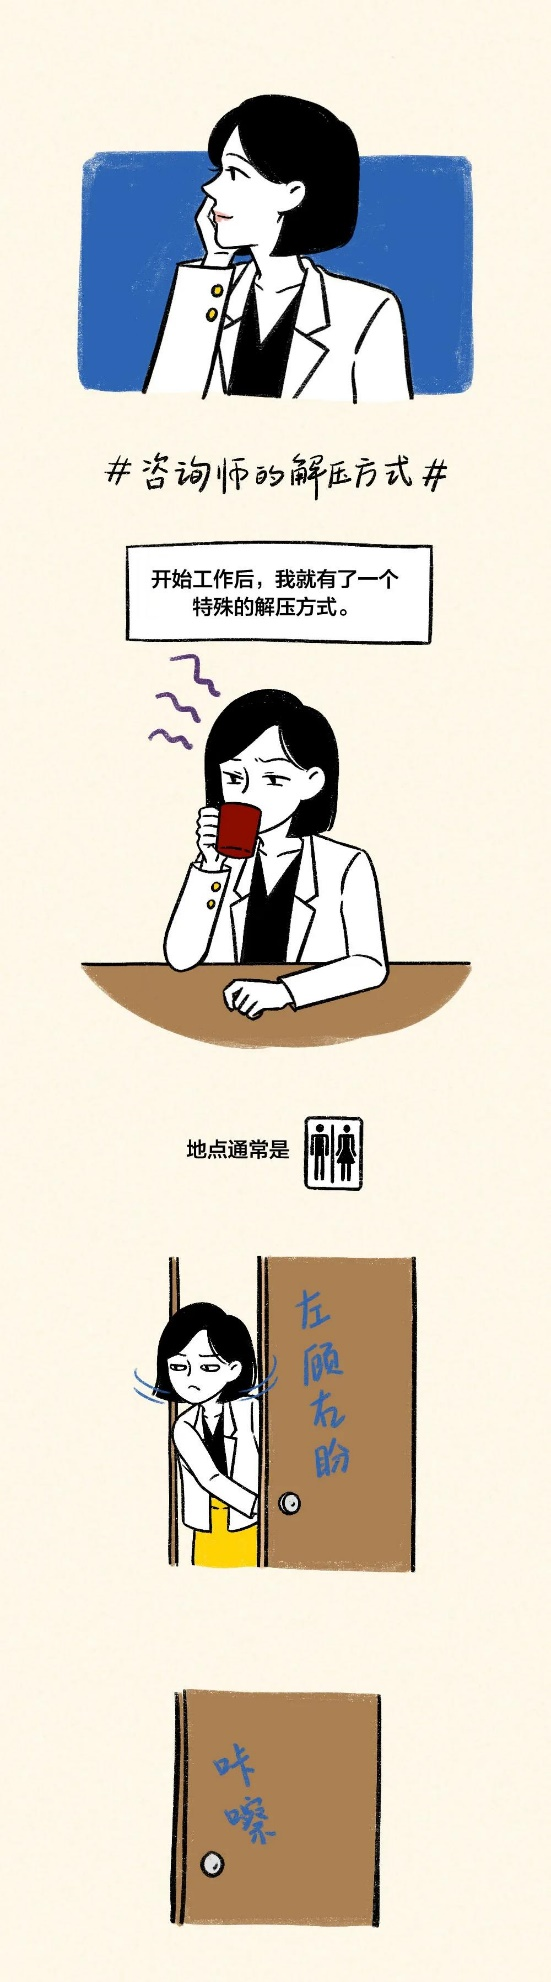 #咨询师的解压方式#
开始工作后，我就有了一个
特殊的解压方式。
地点通常是
左
顾
右
盼
咔
嚓